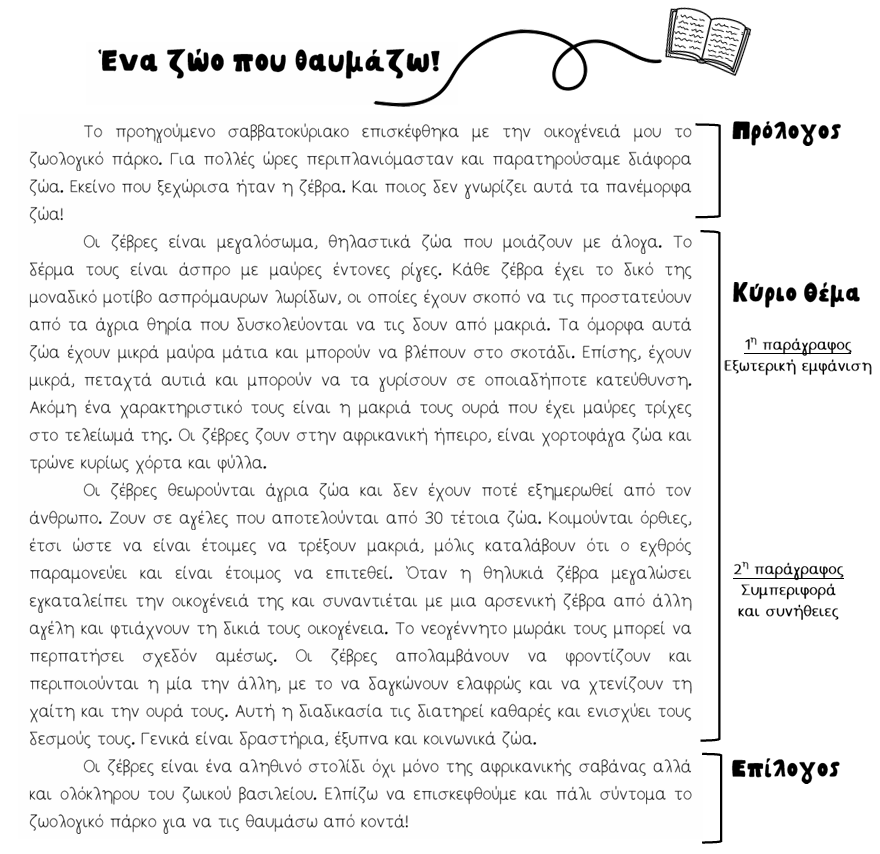 Ένα ζώο που θαυμάζω!
Το προηγούμενο σαββατοκύριακο επισκέφθηκα με την οικογένειά μου το
ζωολογικό πάρκο. Για πολλές ώρες περιπλανιόμασταν και παρατηρούσαμε διάφορα
ζώα. Εκείνο που ξεχώρισα ήταν η ζέβρα. Και ποιος δεν γνωρίζει αυτά τα πανέμορφα
ζώα!
Πρόλογος
Οι ζέβρες είναι μεγαλόσωμα, θηλαστικά ζώα που μοιάζουν με άλογα. Το
δέρμα τους είναι άσπρο με μαύρες έντονες ρίγες. Κάθε ζέβρα έχει το δικό της
μοναδικό μοτίβο ασπρόμαυρων λωρίδων, οι οποίες έχουν σκοπό να τις προστατεύουν
από τα άγρια θηρία που δυσκολεύονται να τις δουν από μακριά. Τα όμορφα αυτά
ζώα έχουν μικρά μαύρα μάτια και μπορούν να βλέπουν στο σκοτάδι. Επίσης, έχουν
μικρά, πεταχτά αυτιά και μπορούν να τα γυρίσουν σε οποιαδήποτε κατεύθυνση.
Ακόμη ένα χαρακτηριστικό τους είναι η μακριά τους ουρά που έχει μαύρες τρίχες
στο τελείωμά της. Οι ζέβρες ζουν στην αφρικανική ήπειρο, είναι χορτοφάγα ζώα και
τρώνε κυρίως χόρτα και φύλλα.
Κύριο θέμα
1η παράγραφος
Εξωτερική εμφάνιση
Οι ζέβρες θεωρούνται άγρια ζώα και δεν έχουν ποτέ εξημερωθεί από τον
άνθρωπο. Ζουν σε αγέλες που αποτελούνται από 30 τέτοια ζώα. Κοιμούνται όρθιες,
έτσι ώστε να είναι έτοιμες να τρέξουν μακριά, μόλις καταλάβουν ότι ο εχθρός
παραμονεύει και είναι έτοιμος να επιτεθεί. Όταν η θηλυκιά ζέβρα μεγαλώσει
εγκαταλείπει την οικογένειά της και συναντιέται με μια αρσενική ζέβρα από άλλη
αγέλη και φτιάχνουν τη δικιά τους οικογένεια. Το νεογέννητο μωράκι τους μπορεί να
περπατήσει σχεδόν αμέσως. Οι ζέβρες απολαμβάνουν να φροντίζουν και
περιποιούνται η μία την άλλη, με το να δαγκώνουν ελαφρώς και να χτενίζουν τη
χαίτη και την ουρά τους. Αυτή η διαδικασία τις διατηρεί καθαρές και ενισχύει τους
δεσμούς τους. Γενικά είναι δραστήρια, έξυπνα και κοινωνικά ζώα.
2η παράγραφος
Συμπεριφορά
και συνήθειες
Οι ζέβρες είναι ένα αληθινό στολίδι όχι μόνο της αφρικανικής σαβάνας αλλά
και ολόκληρου του ζωικού βασιλείου. Ελπίζω να επισκεφθούμε και πάλι σύντομα το
ζωολογικό πάρκο για να τις θαυμάσω από κοντά!
Επίλογος